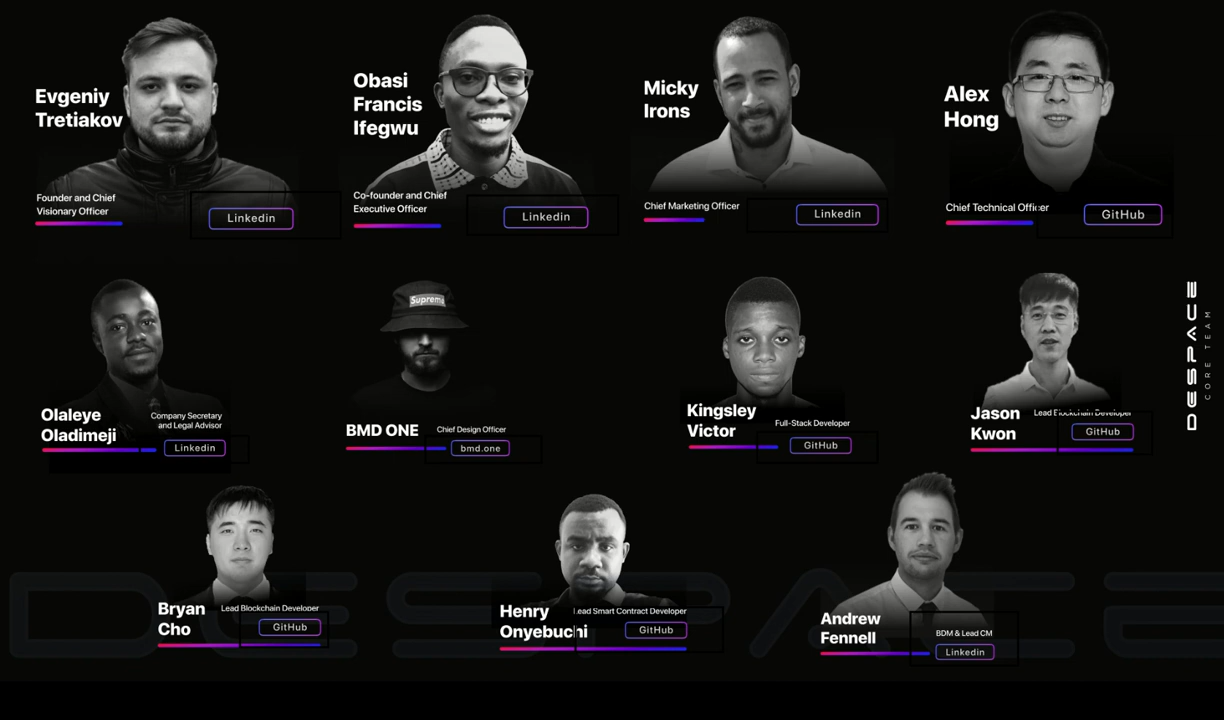 Evgeniy
Tretiakov
Founder and Chief
Visionary Officer
Linkedin
Obasi
Francis
Ifegwu
Co-founder and Chief
Executive Officer
Linkedin
Micky
Irons
Chief Marketing Officer
Linkedin
Alex
Hong
Chief Technical Officer
GitHub
Olaleye
Oladimeji
Company Secretary
and Legal Advisor
Linkedin
Supreme
BMD ONE
Chief Design Officer
bmd.one
Kingsley
Victor
Full-Stack Developer
GitHub
Jason
Kwon
Lead Blockchain Developer
GitHub
DESPACE
CORE TEAM
Bryan
Cho
Lead Blockchain Developer
GitHub
Henry
Onyebuchi
Lead Smart Contract Developer
GitHub
Andrew
Fennell
BDM & Lead CM
Linkedin
DESPACE